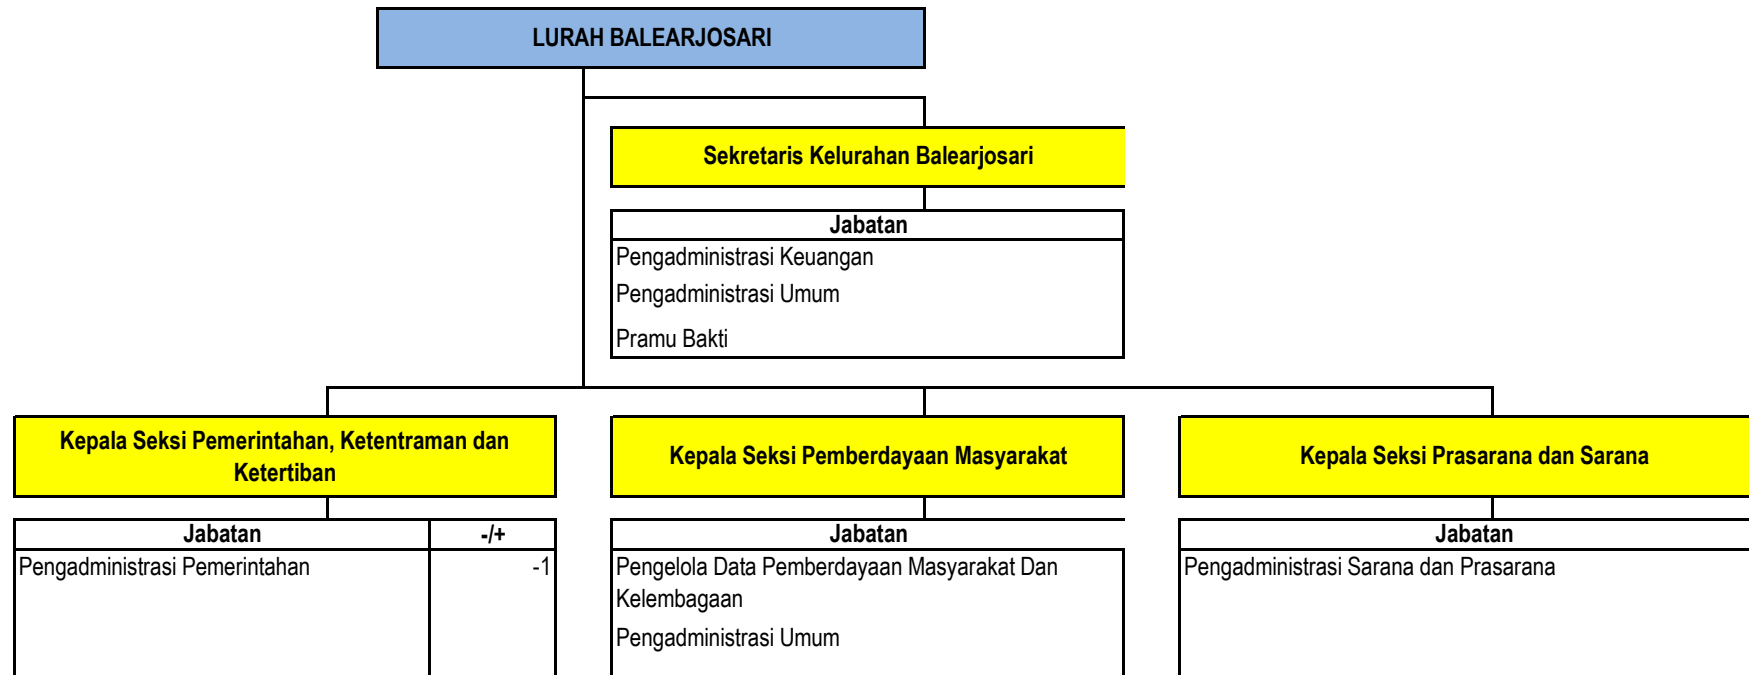 LURAH BALEARJOSARI
Sekretaris Kelurahan Balearjosari
Jabatan
Pengadministrasi Keuangan
Pengadministrasi Umum
Pramu Bakti
Kepala Seksi Pemerintahan, Ketentraman dan
Ketertiban
Jabatan -/+
Pengadministrasi Pemerintahan -1
Kepala Seksi Pemberdayaan Masyarakat
Jabatan
Pengelola Data Pemberdayaan Masyarakat Dan
Kelembagaan
Pengadministrasi Umum
Kepala Seksi Prasarana dan Sarana
Jabatan
Pengadministrasi Sarana dan Prasarana